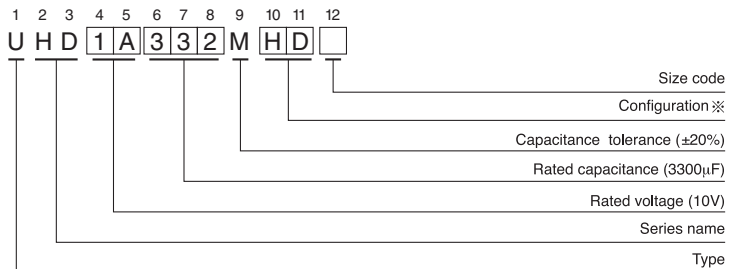 1 2 3 4 5 6 7 8 9 10 11 12
U H D 1 A 3 3 2 M H D
Size code
Configuration※
Capacitance tolerance (±20%)
Rated capacitance (3300μF)
Rated voltage (10V)
Series name
Type